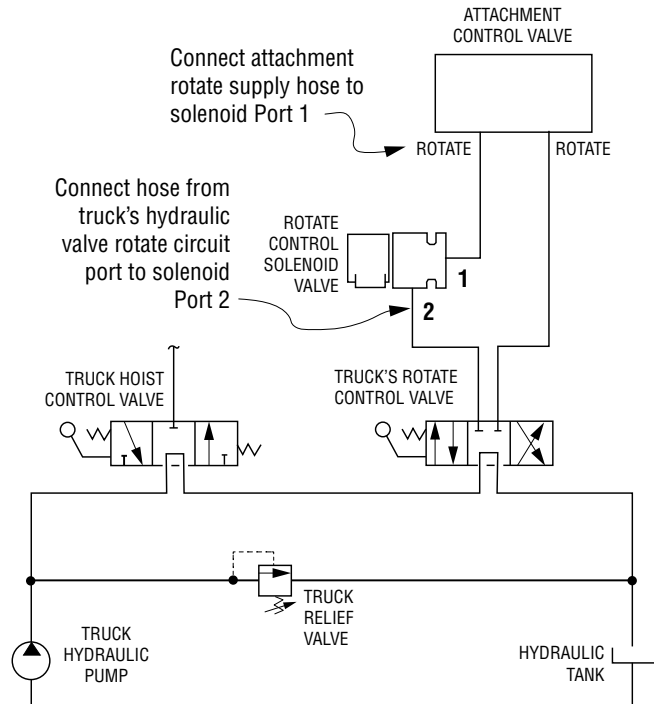 ATTACHMENT
CONTROL VALVE
Connect attachment
rotate supply hose to
solenoid Port 1
ROTATE
ROTATE
Connect hose from
truck’s hydraulic
valve rotate circuit
port to solenoid
Port 2
ROTATE
CONTROL
SOLENOID
VALVE
1
2
TRUCK HOIST
CONTROL VALVE
TRUCK'S ROTATE
CONTROL VALVE
TRUCK
RELIEF
VALVE
TRUCK
HYDRAULIC
PUMP
HYDRAULIC
TANK